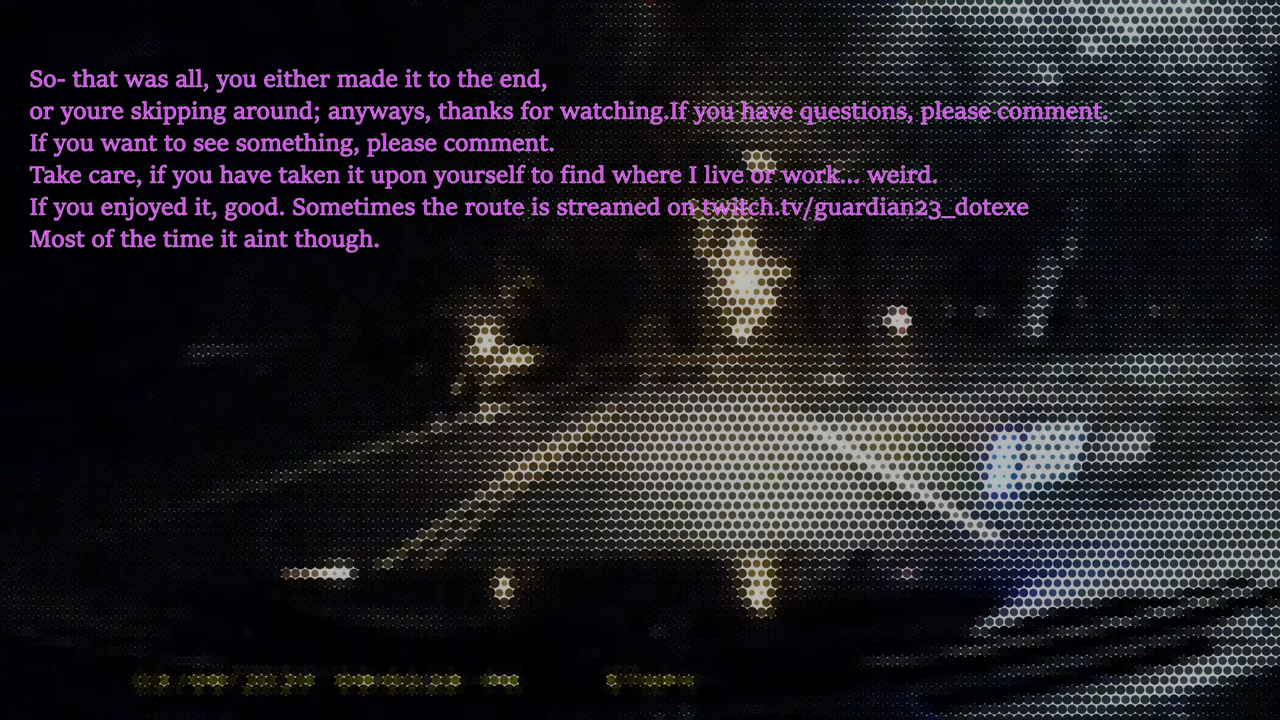 So- that was all, you either made it to the end,
or youre skipping around; anyways, thanks for watching.If you have questions, please comment.
If you want to see something, please comment.
Take care, if you have taken it upon yourself to find where I live or work... weird.
If you enjoyed it, good. Sometimes the route is streamed on twitch.tv/guardian23_dotexe
Most of the time it aint though.